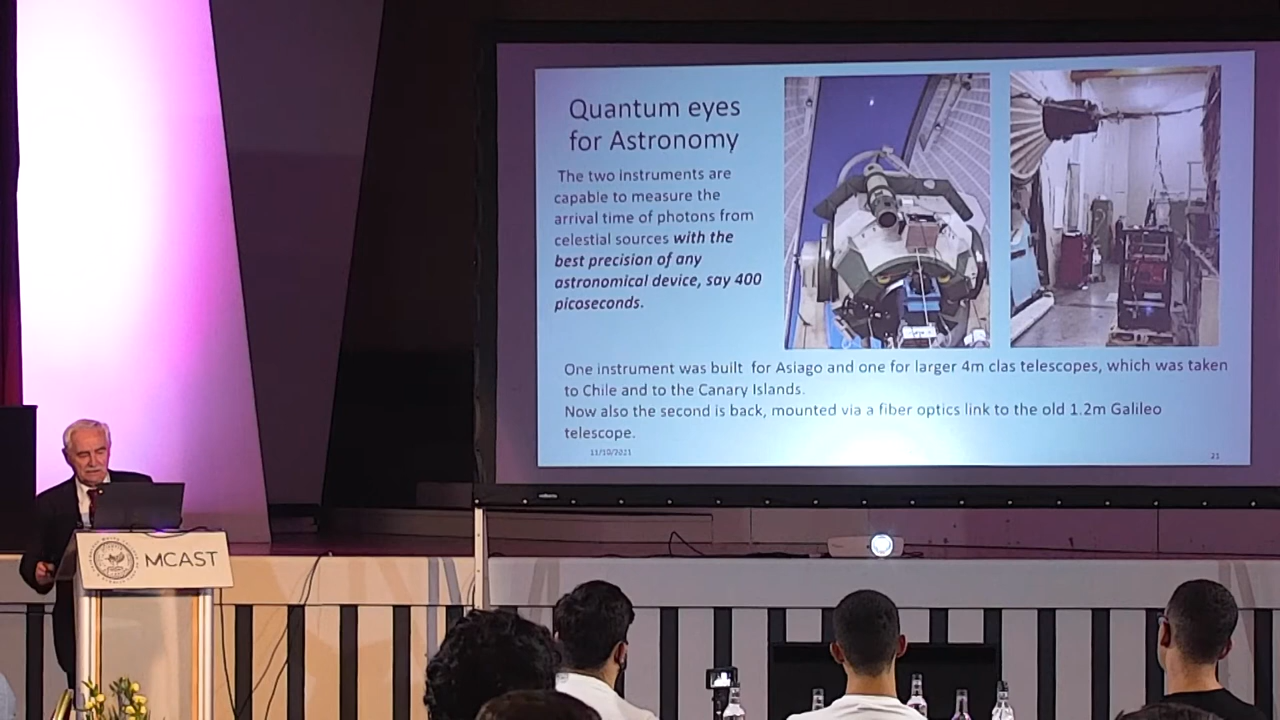 Quantum eyes
for Astronomy
The two instruments are
capable to measure the
arrival time of photons from
celestial sources with the
best precision of any
astronomical device, say 400
picoseconds.
One instrument was built for Asiago and one for larger 4m clas telescopes, which was taken
to Chile and to the Canary Islands.
Now also the second is back, mounted via a fiber optics link to the old 1.2m Galileo
telescope.
11/10/2021
21
MCAST